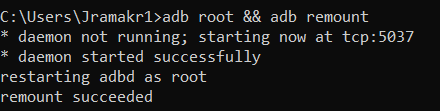 C:\Users\Jramakr1>adb root && adb remount
* daemon not running; starting now at tcp:5037
* daemon started successfully
restarting adbd as root
remount succeeded